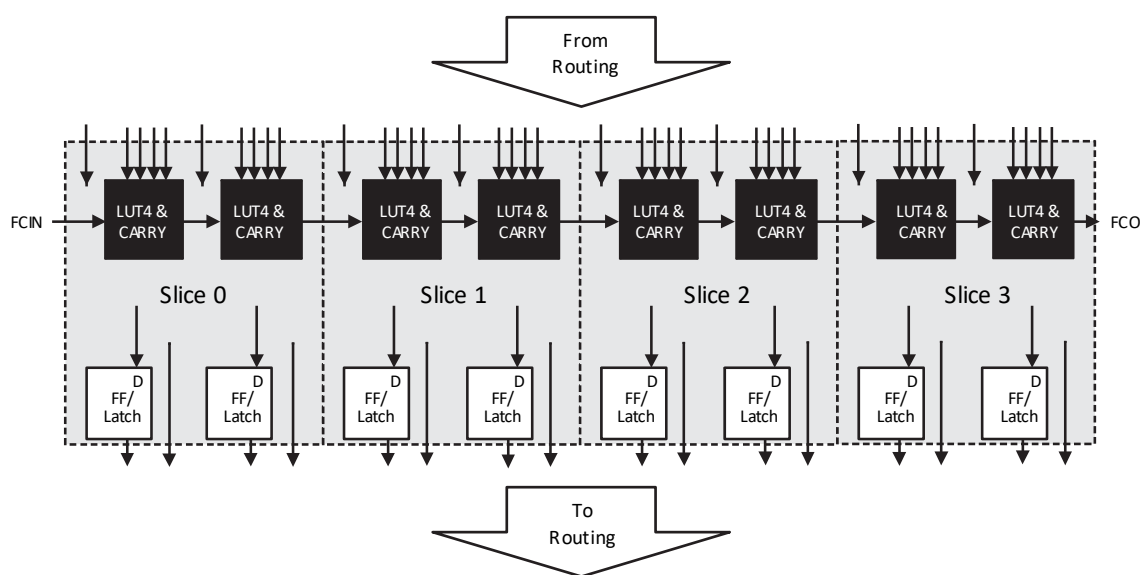 From
Routing
FCIN
LUT4 &
CARRY
LUT4 &
CARRY
LUT4 &
CARRY
LUT4 &
CARRY
LUT4 &
CARRY
LUT4 &
CARRY
LUT4 &
CARRY
LUT4 &
CARRY
FCO
Slice 0
Slice 1
Slice 2
Slice 3
D
FF/
Latch
D
FF/
Latch
D
FF/
Latch
D
FF/
Latch
D
FF/
Latch
D
FF/
Latch
D
FF/
Latch
D
FF/
Latch
To
Routing